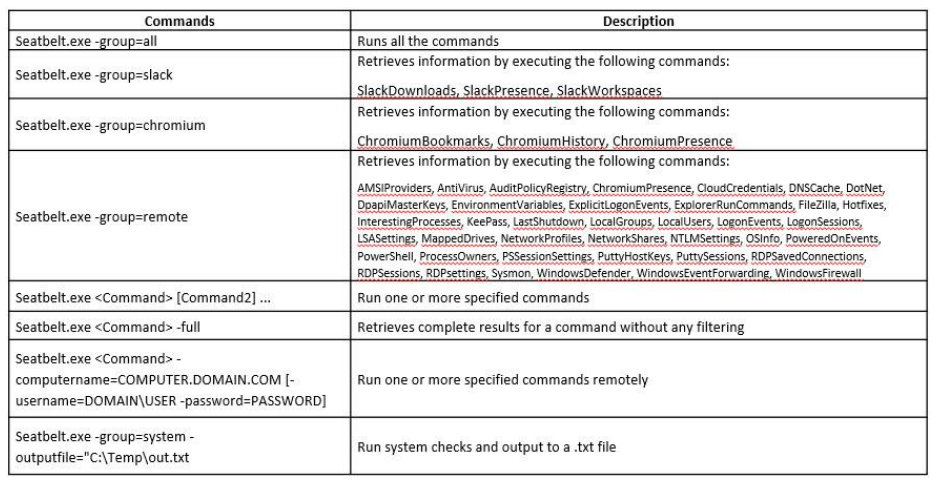 Commands Description
Seatbelt.exe -group=all Runs all the commands
Seatbelt.exe -group=slack
Retrieves information by executing the following commands:
SlackDownloads, SlackPresence, SlackWorkspaces
Seatbelt.exe -group=chromium
Retrieves information by executing the following commands:
ChromiumBookmarks, ChromiumHistory, ChromiumPresence
Seatbelt.exe -group=remote
Retrieves information by executing the following commands:
AMSIProviders, AntiVirus, AuditPolicyRegistry, ChromiumPresence, CloudCredentials, DNSCache, DotNet,
DpapiMasterKeys, EnvironmentVariables, ExplicitLogonEvents, ExplorerRunCommands, FileZilla, Hotfixes,
InterestingProcesses, KeePass, LastShutdown, LocalGroups, LocalUsers, LogonEvents, LogonSessions,
LSASettings, MappedDrives, NetworkProfiles, NetworkShares, NTLMSettings, OSInfo, PoweredOnEvents,
PowerShell, ProcessOwners, PSSessionSettings, PuttyHostKeys, PuttySessions, RDPSavedConnections,
RDPSessions, RDPsettings, Sysmon, WindowsDefender, WindowsEventForwarding, WindowsFirewall
Seatbelt.exe <Command> [Command2] ... Run one or more specified commands
Seatbelt.exe <Command> -full Retrieves complete results for a command without any filtering
Seatbelt.exe <Command> -
computername=COMPUTER.DOMAIN.COM [-
username=DOMAIN\USER -password=PASSWORD]
Run one or more specified commands remotely
Seatbelt.exe -group=system -
outputfile="C:\Temp\out.txt
Run system checks and output to a .txt file